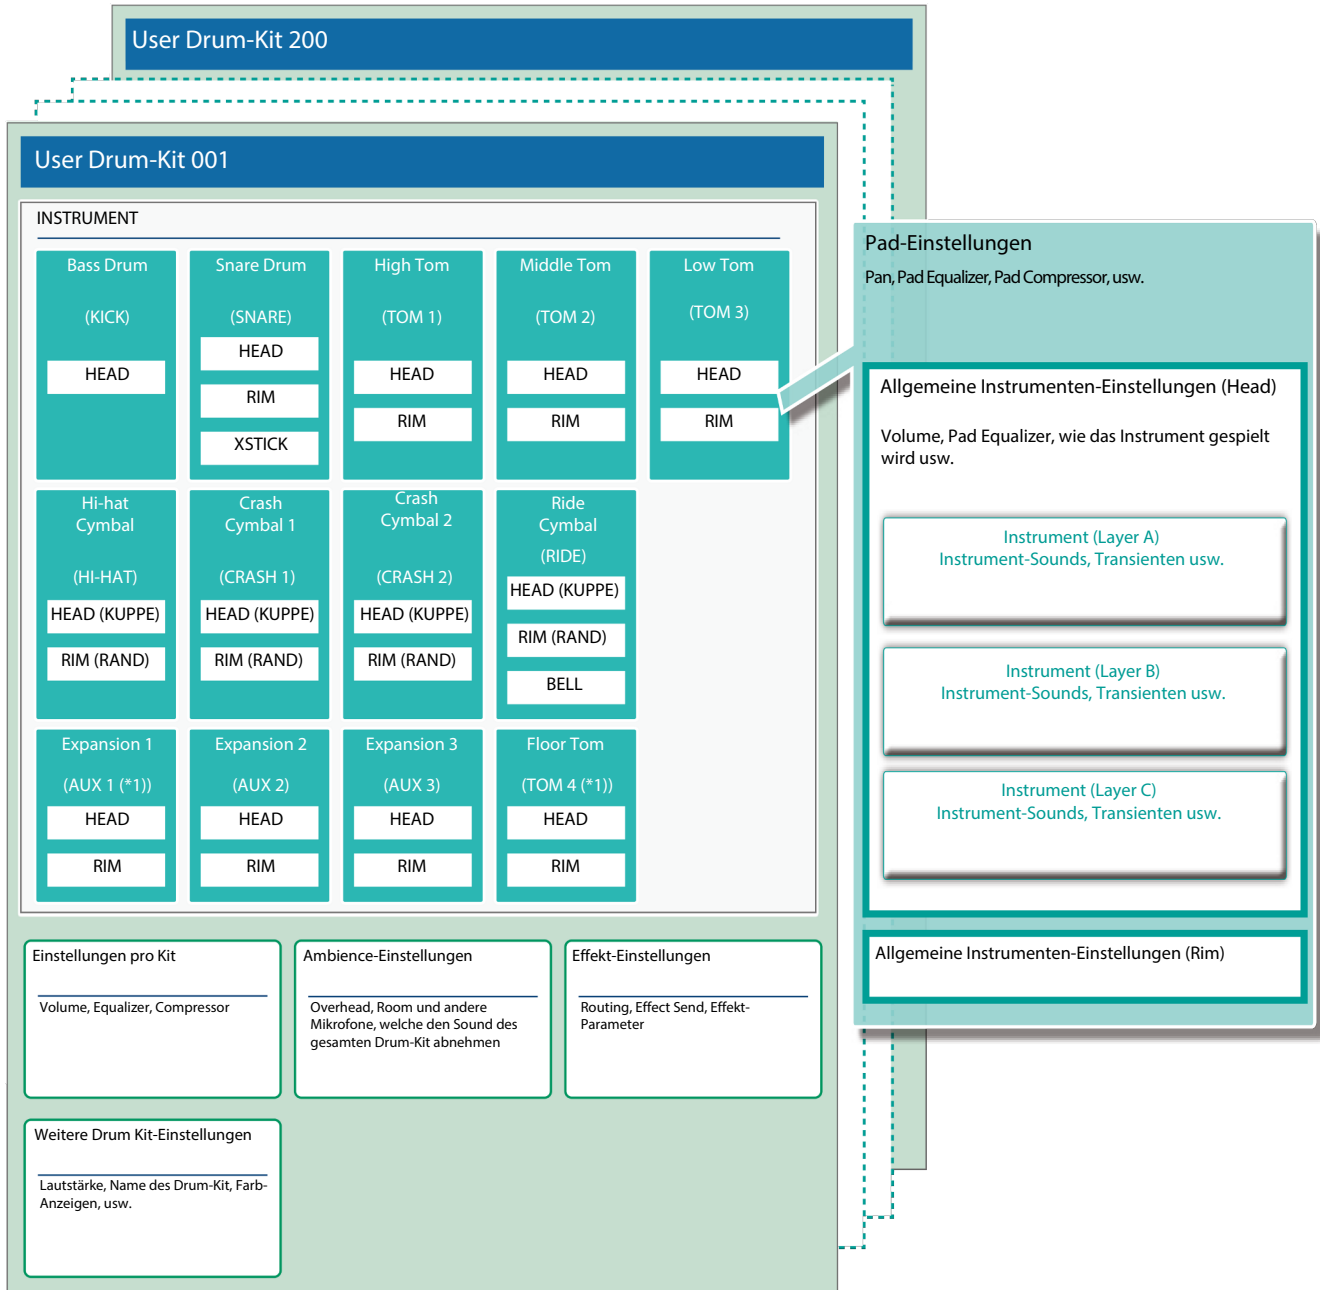 User Drum-Kit 200
User Drum-Kit 001
INSTRUMENT
Bass Drum
(KICK)
HEAD
Snare Drum
(SNARE)
HEAD
RIM
XSTICK
High Tom
(TOM 1)
HEAD
RIM
Middle Tom
(TOM 2)
HEAD
RIM
Low Tom
(TOM 3)
HEAD
RIM
Hi-hat
Cymbal
(HI-HAT)
HEAD (KUPPE)
RIM (RAND)
Crash
Cymbal 1
(CRASH 1)
HEAD (KUPPE)
RIM (RAND)
Crash
Cymbal 2
(CRASH 2)
HEAD (KUPPE)
RIM (RAND)
Ride
Cymbal
(RIDE)
HEAD (KUPPE)
RIM (RAND)
BELL
Expansion 1
(AUX 1 (*1))
HEAD
RIM
Expansion 2
(AUX 2)
HEAD
RIM
Expansion 3
(AUX 3)
HEAD
RIM
Floor Tom
(TOM 4 (*1))
HEAD
RIM
Einstellungen pro Kit
Volume, Equalizer, Compressor
Ambience-Einstellungen
Overhead, Room und andere
Mikrofone, welche den Sound des
gesamten Drum-Kit abnehmen
Effekt-Einstellungen
Routing, Effect Send, Effekt-
Parameter
Weitere Drum Kit-Einstellungen
Lautstärke, Name des Drum-Kit, Farb-
Anzeigen, usw.
Pad-Einstellungen
Pan, Pad Equalizer, Pad Compressor, usw.
Allgemeine Instrumenten-Einstellungen (Head)
Volume, Pad Equalizer, wie das Instrument gespielt
wird usw.
Instrument (Layer A)
Instrument-Sounds, Transienten usw.
Instrument (Layer B)
Instrument-Sounds, Transienten usw.
Instrument (Layer C)
Instrument-Sounds, Transienten usw.
Allgemeine Instrumenten-Einstellungen (Rim)